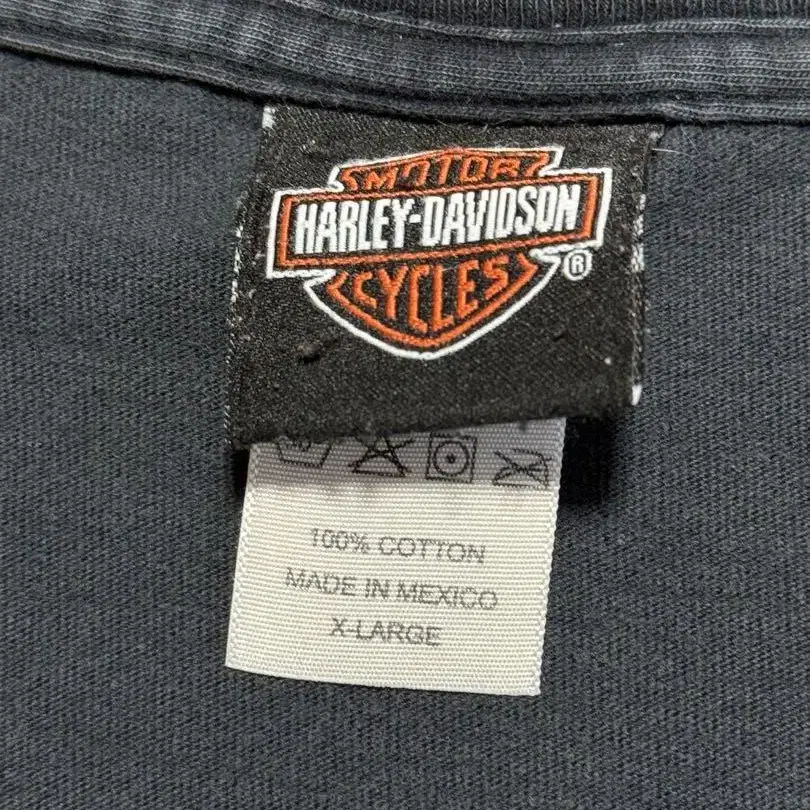 MOTOR
HARLEY-DAVIDSON
CYCLES
®
100% COTTON
MADE IN MEXICO
X-LARGE